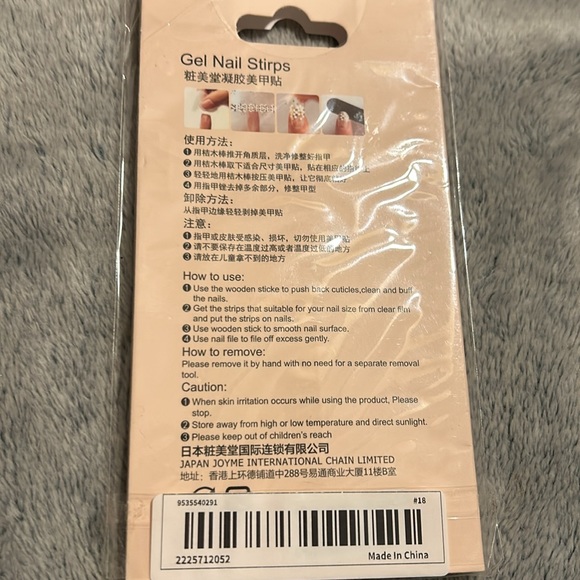 Gel Nail Stirps
粧美堂凝胶美甲贴
使用方法:
❶ 用桔木棒推开角质层，洗净修整好指甲
❷ 用桔木棒取下适合尺寸美甲贴，贴在相应的指甲上
❸ 轻轻地用桔木棒按压美甲贴，让它彻底
❹ 用指甲锉去掉多余部分，修整甲型
卸除方法:
从指甲边缘轻轻剥掉美甲贴
注意:
❶ 指甲或皮肤受感染、损坏，切勿使用美甲贴
❷ 请不要保存在温度过高或者温度过低的地方
❸ 请放在儿童拿不到的地方
How to use:
❶ Use the wooden sticke to push back cuticles,clean and buff
the nails.
❷ Get the strips that suitable for your nail size from clear film
and put the strips on nails.
❸ Use wooden stick to smooth nail surface.
❹ Use nail file to file off excess gently.
How to remove:
Please remove it by hand with no need for a separate removal
tool.
Caution:
❶ When skin irritation occurs while using the product, Please
stop.
❷ Store away from high or low temperature and direct sunlight.
❸ Please keep out of children's reach
日本粧美堂国际连锁有限公司
JAPAN JOYME INTERNATIONAL CHAIN LIMITED
地址：香港上环德铺道中288号易通商业大厦11楼B室
9535540291 #18
2225712052 Made In China